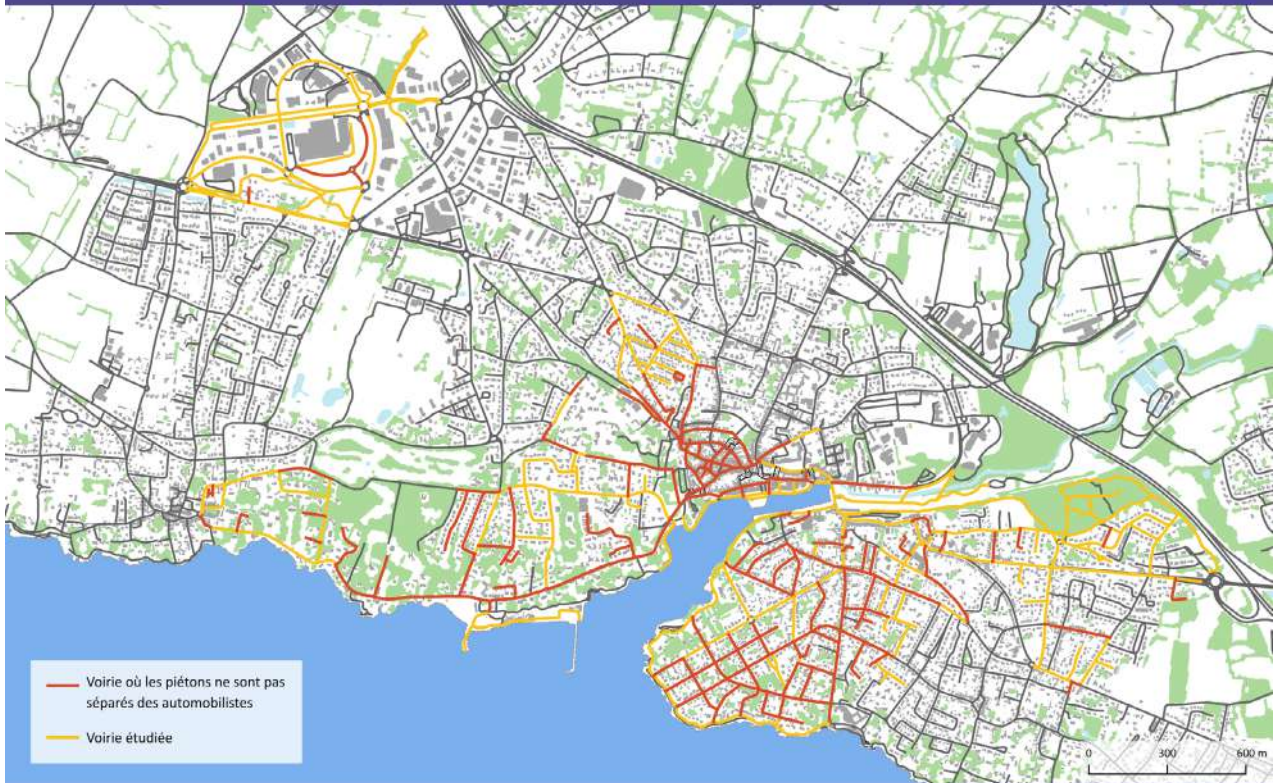 Voirie où les piétons ne sont pas
séparés des automobilistes
Voirie étudiée
0 300 600 m